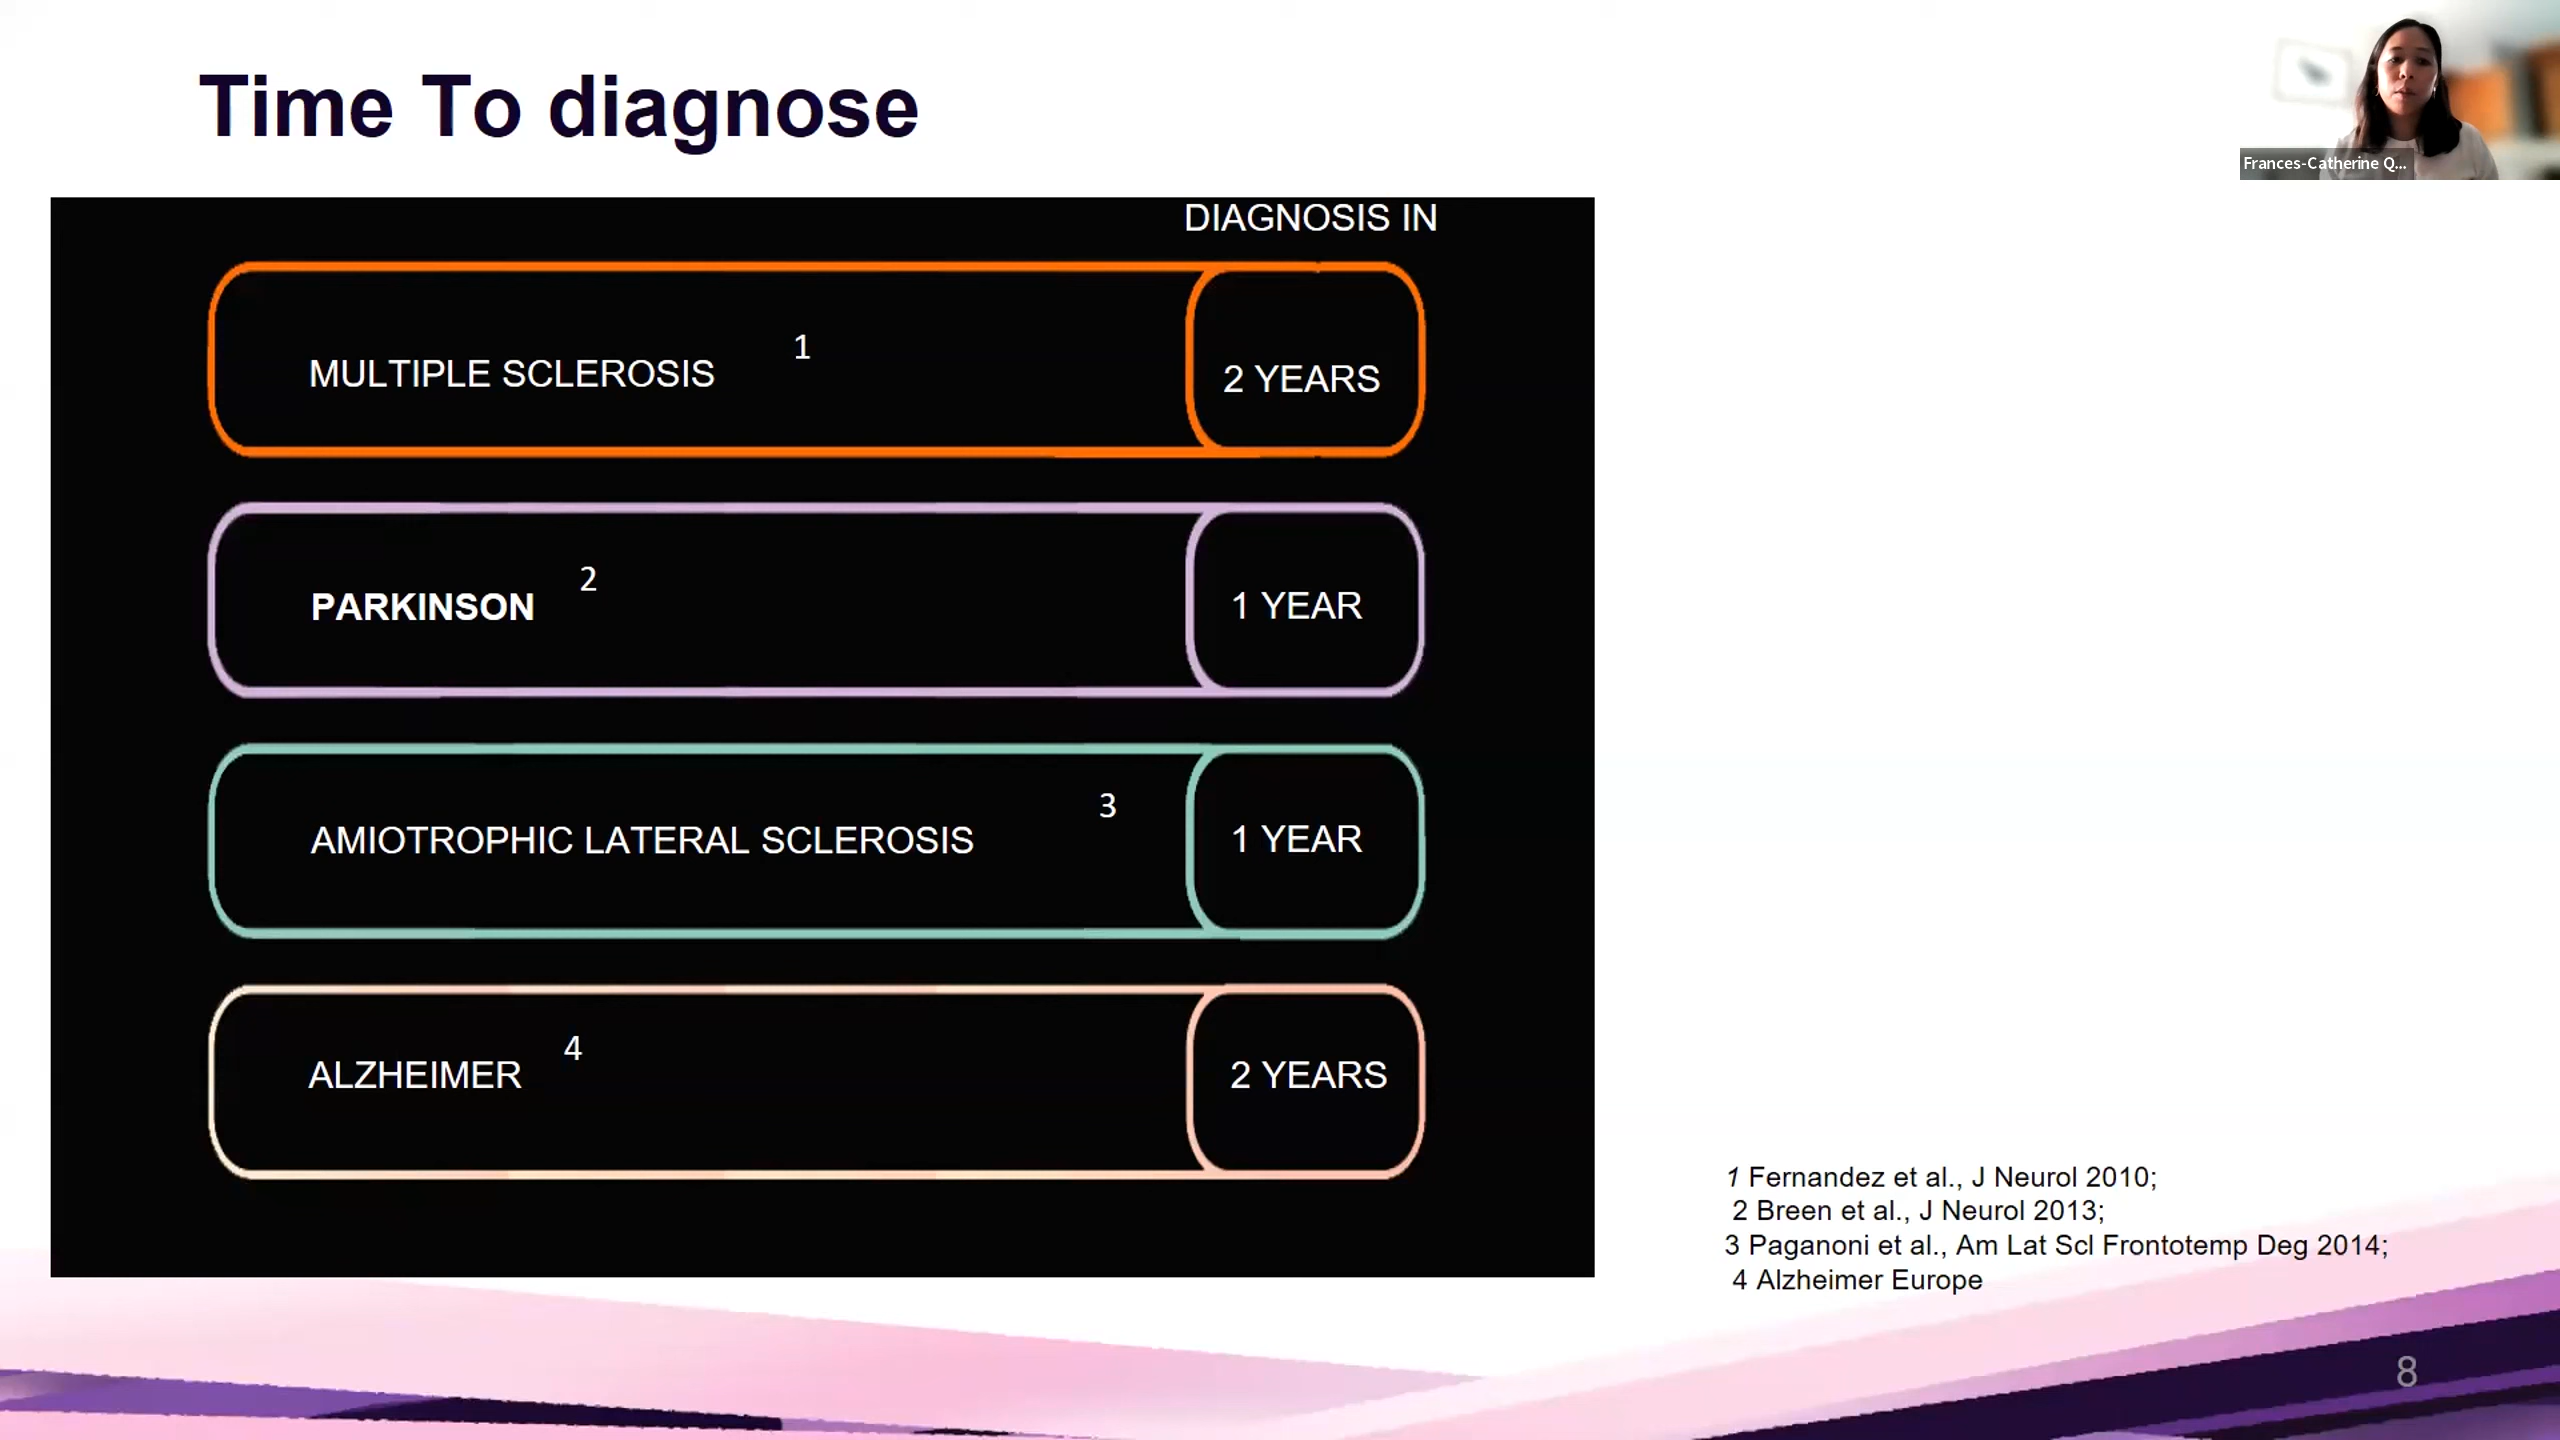 Time To diagnose
Frances-Catherine Q...
DIAGNOSIS IN
MULTIPLE SCLEROSIS 1 2 YEARS
PARKINSON 2 1 YEAR
AMIOTROPHIC LATERAL SCLEROSIS 3 1 YEAR
ALZHEIMER 4 2 YEARS
1 Fernandez et al., J Neurol 2010;
2 Breen et al., J Neurol 2013;
3 Paganoni et al., Am Lat Scl Frontotemp Deg 2014;
4 Alzheimer Europe
8